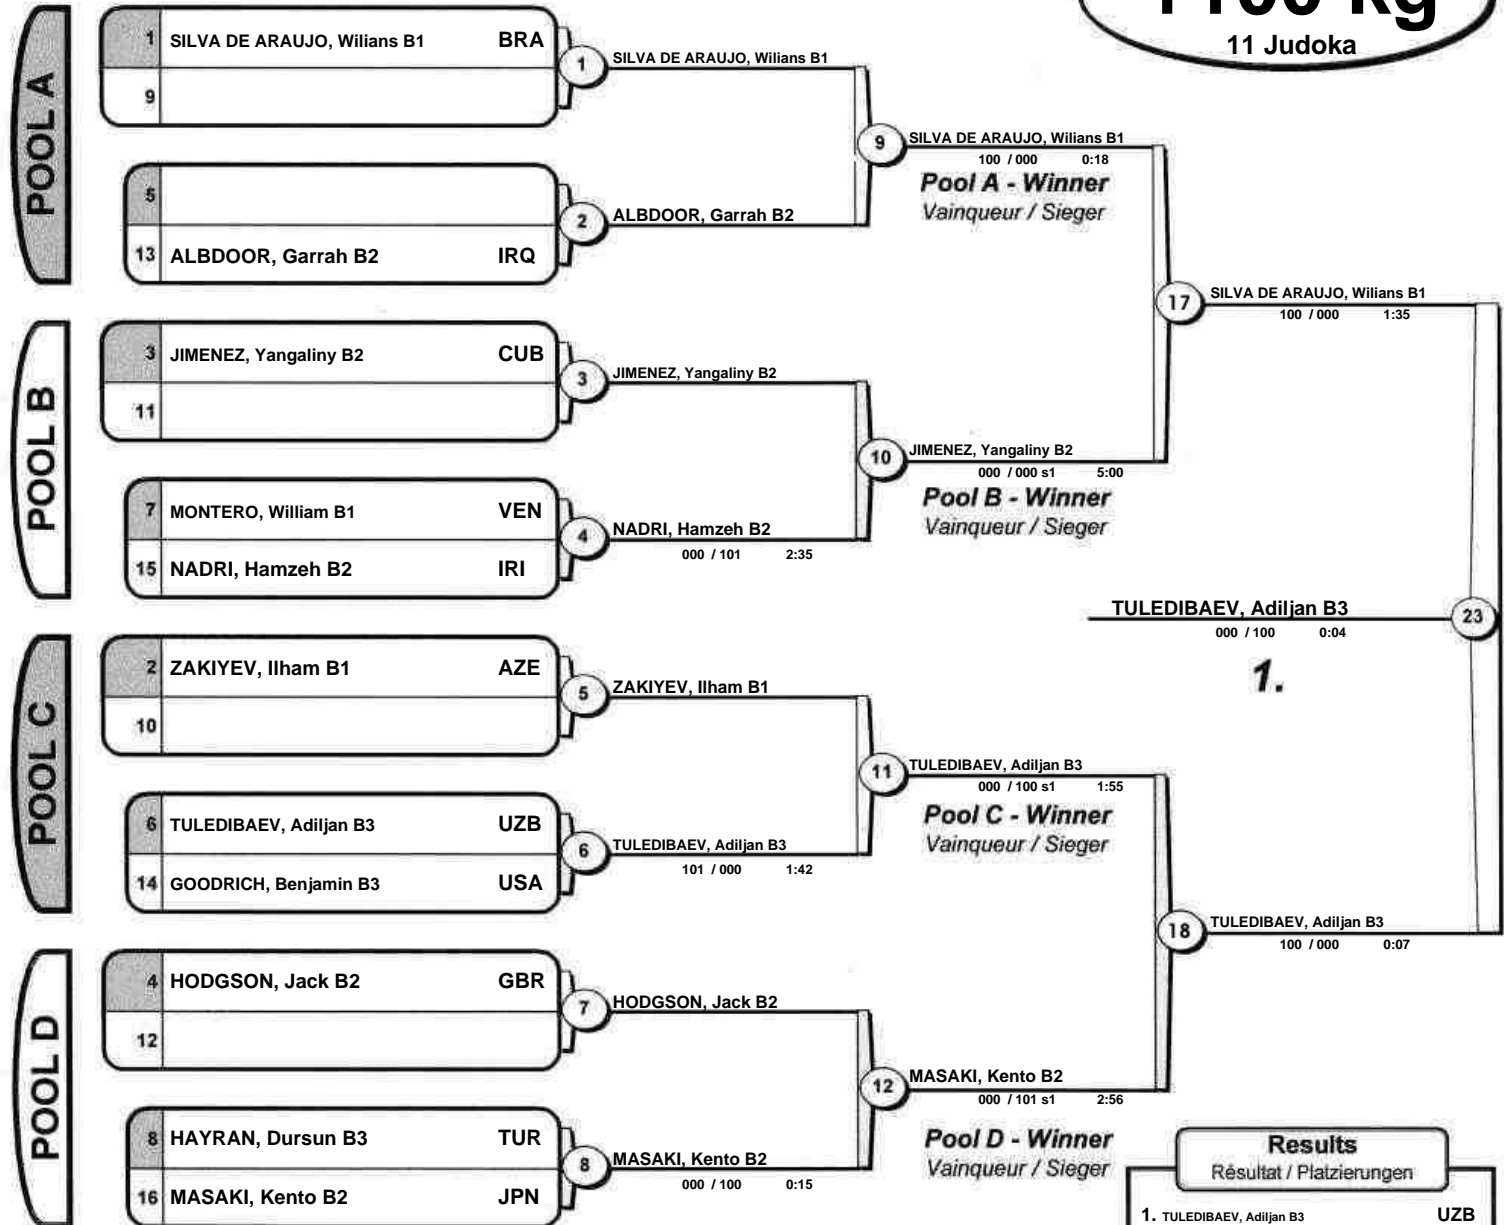 11 Judoka
POOL A
1 SILVA DE ARAUJO, Wilians B1 BRA
9
5
13 ALBDOOR, Garrah B2 IRQ
1 SILVA DE ARAUJO, Wilians B1
2 ALBDOOR, Garrah B2
9 SILVA DE ARAUJO, Wilians B1
100 / 000 0:18
Pool A - Winner
Vainqueur / Sieger
POOL B
3 JIMENEZ, Yangaliny B2 CUB
11
7 MONTERO, William B1 VEN
15 NADRI, Hamzeh B2 IRI
3 JIMENEZ, Yangaliny B2
4 NADRI, Hamzeh B2
000 / 101 2:35
10 JIMENEZ, Yangaliny B2
000 / 000 s1 5:00
Pool B - Winner
Vainqueur / Sieger
17 SILVA DE ARAUJO, Wilians B1
100 / 000 1:35
POOL C
2 ZAKIYEV, Ilham B1 AZE
10
6 TULEDIBAEV, Adiljan B3 UZB
14 GOODRICH, Benjamin B3 USA
5 ZAKIYEV, Ilham B1
6 TULEDIBAEV, Adiljan B3
101 / 000 1:42
11 TULEDIBAEV, Adiljan B3
000 / 100 s1 1:55
Pool C - Winner
Vainqueur / Sieger
TULEDIBAEV, Adiljan B3 23
000 / 100 0:04
1.
POOL D
4 HODGSON, Jack B2 GBR
12
8 HAYRAN, Dursun B3 TUR
16 MASAKI, Kento B2 JPN
7 HODGSON, Jack B2
8 MASAKI, Kento B2
000 / 100 0:15
12 MASAKI, Kento B2
000 / 101 s1 2:56
Pool D - Winner
Vainqueur / Sieger
18 TULEDIBAEV, Adiljan B3
100 / 000 0:07
Results
Résultat / Platzierungen
1. TULEDIBAEV, Adiljan B3 UZB